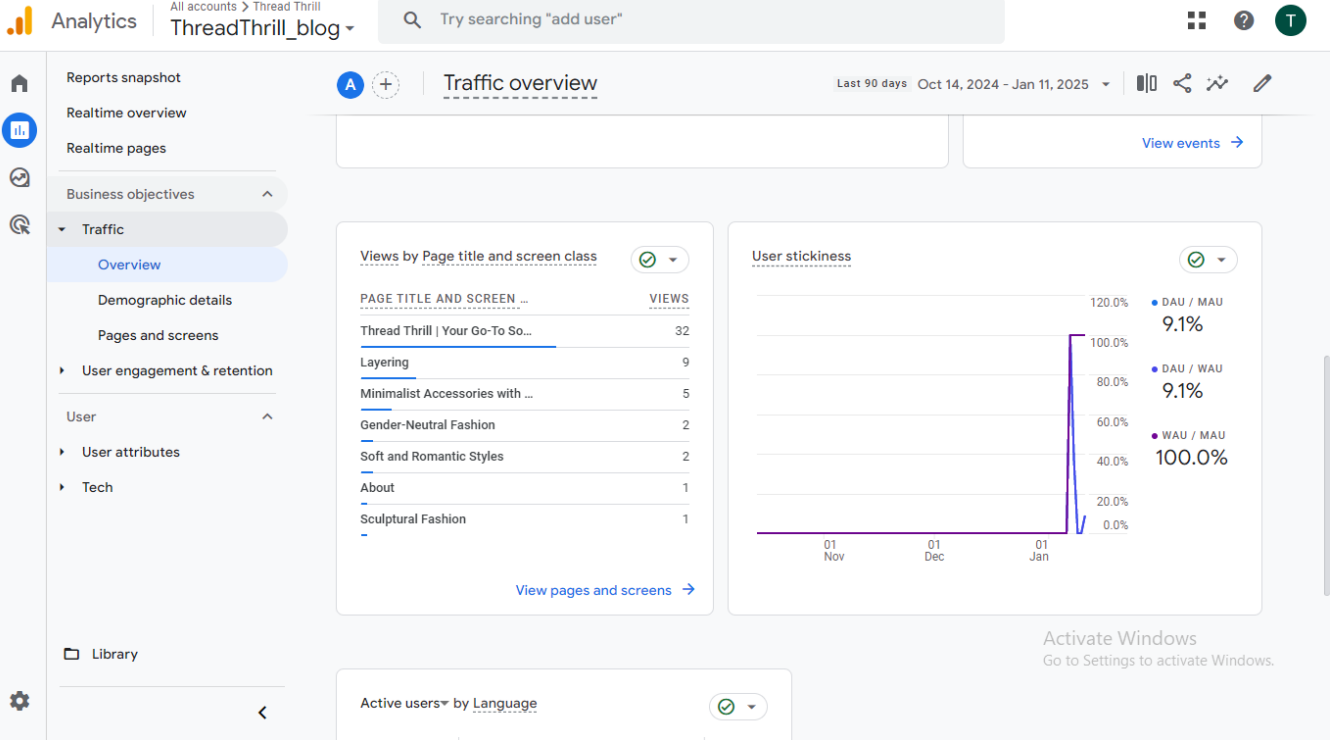 All accounts > Thread Thrill
Analytics
ThreadThrill_blog
Try searching "add user"
T
Reports snapshot
Realtime overview
Realtime pages
Business objectives
Traffic
Overview
Demographic details
Pages and screens
User engagement & retention
User
User attributes
Tech
Library
A
Traffic overview
Last 90 days Oct 14, 2024 - Jan 11, 2025
View events
Views by Page title and screen class
PAGE TITLE AND SCREEN … VIEWS
Thread Thrill | Your Go-To So… 32
Layering 9
Minimalist Accessories with … 5
Gender-Neutral Fashion 2
Soft and Romantic Styles 2
About 1
Sculptural Fashion 1
View pages and screens
User stickiness
120.0%
100.0%
80.0%
60.0%
40.0%
20.0%
0.0%
01 Nov
01 Dec
01 Jan
DAU / MAU
9.1%
DAU / WAU
9.1%
WAU / MAU
100.0%
Activate Windows
Go to Settings to activate Windows.
Active users by Language